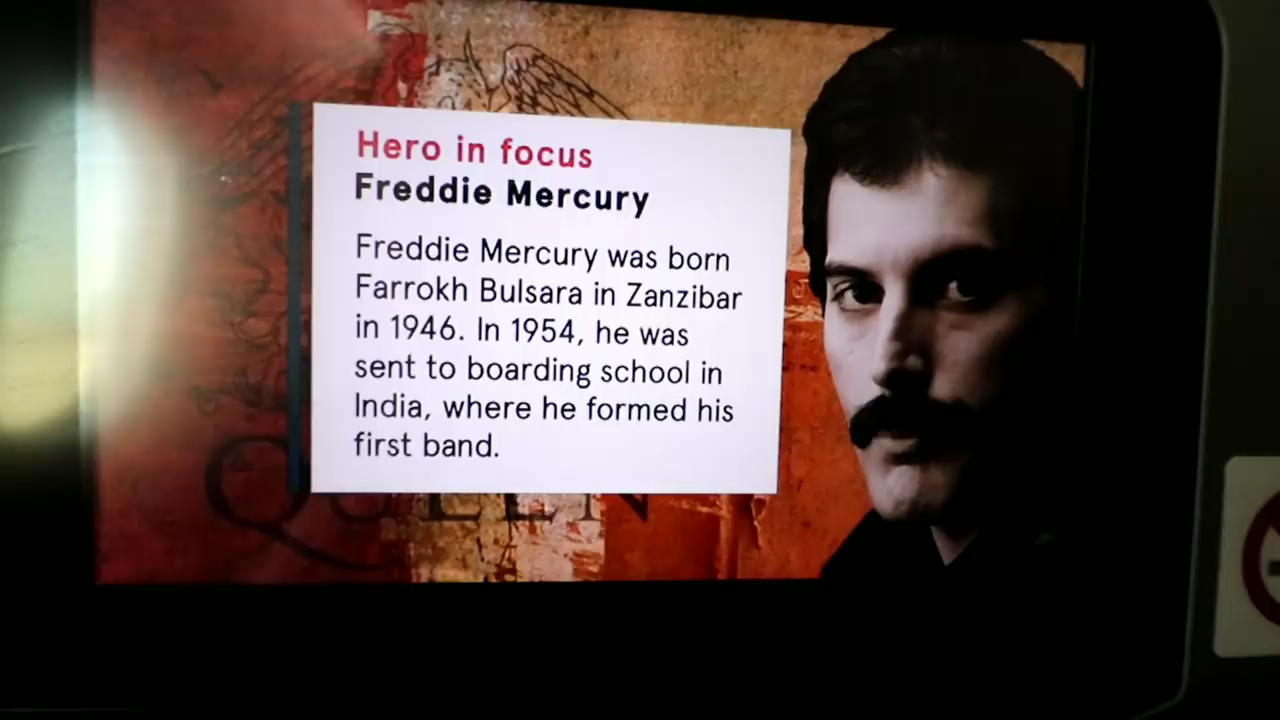 Hero in focus
Freddie Mercury
Freddie Mercury was born
Farrokh Bulsara in Zanzibar
in 1946. In 1954, he was
sent to boarding school in
India, where he formed his
first band.
QUEEN